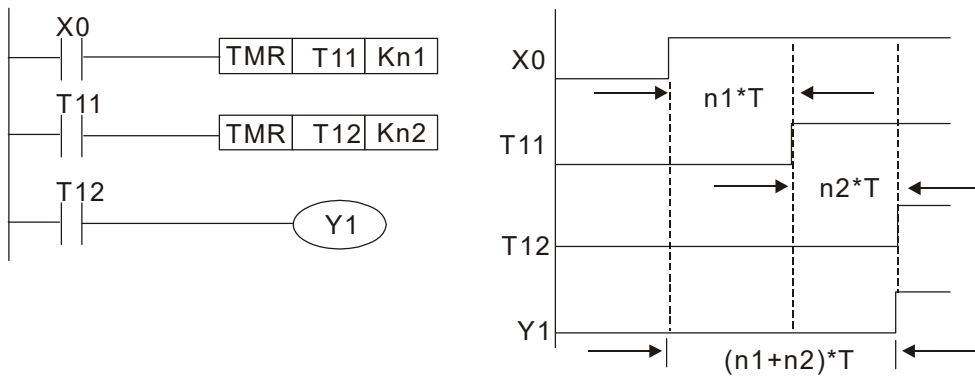 X0
TMR T11 Kn1
T11
TMR T12 Kn2
T12
Y1
X0
n1*T
T11
n2*T
T12
Y1
(n1+n2)*T